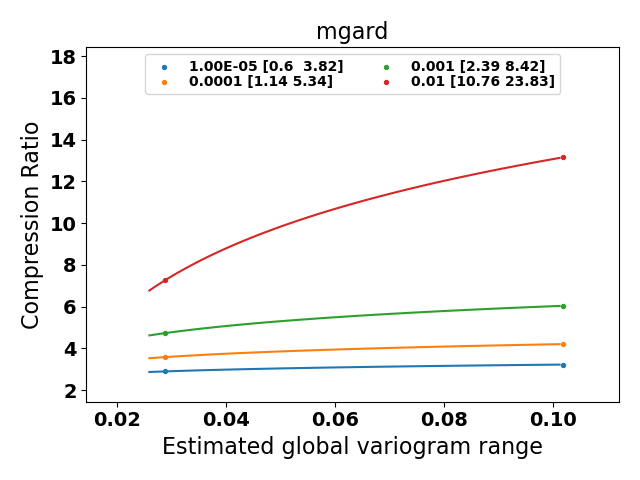 mgard
1.00E-05 [0.6  3.82]
0.0001 [1.14 5.34]
0.001 [2.39 8.42]
0.01 [10.76 23.83]
Compression Ratio
18
16
14
12
10
8
6
4
2
0.02
0.04
0.06
0.08
0.10
Estimated global variogram range